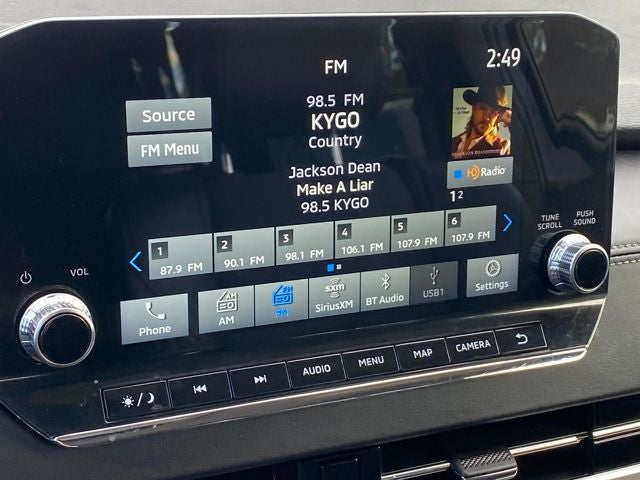 FM
2:49
Source
98.5 FM
KYGO
Country
FM Menu
Jackson Dean
Make A Liar
98.5 KYGO
HD Radio
1 2
1 87.9 FM
2 90.1 FM
3 98.1 FM
4 106.1 FM
5 107.9 FM
6 107.9 FM
TUNE
SCROLL
PUSH
SOUND
VOL
Phone
AM
AM
FM
sxm
SiriusXM
BT Audio
USB1
Settings
AUDIO
MENU
MAP
CAMERA